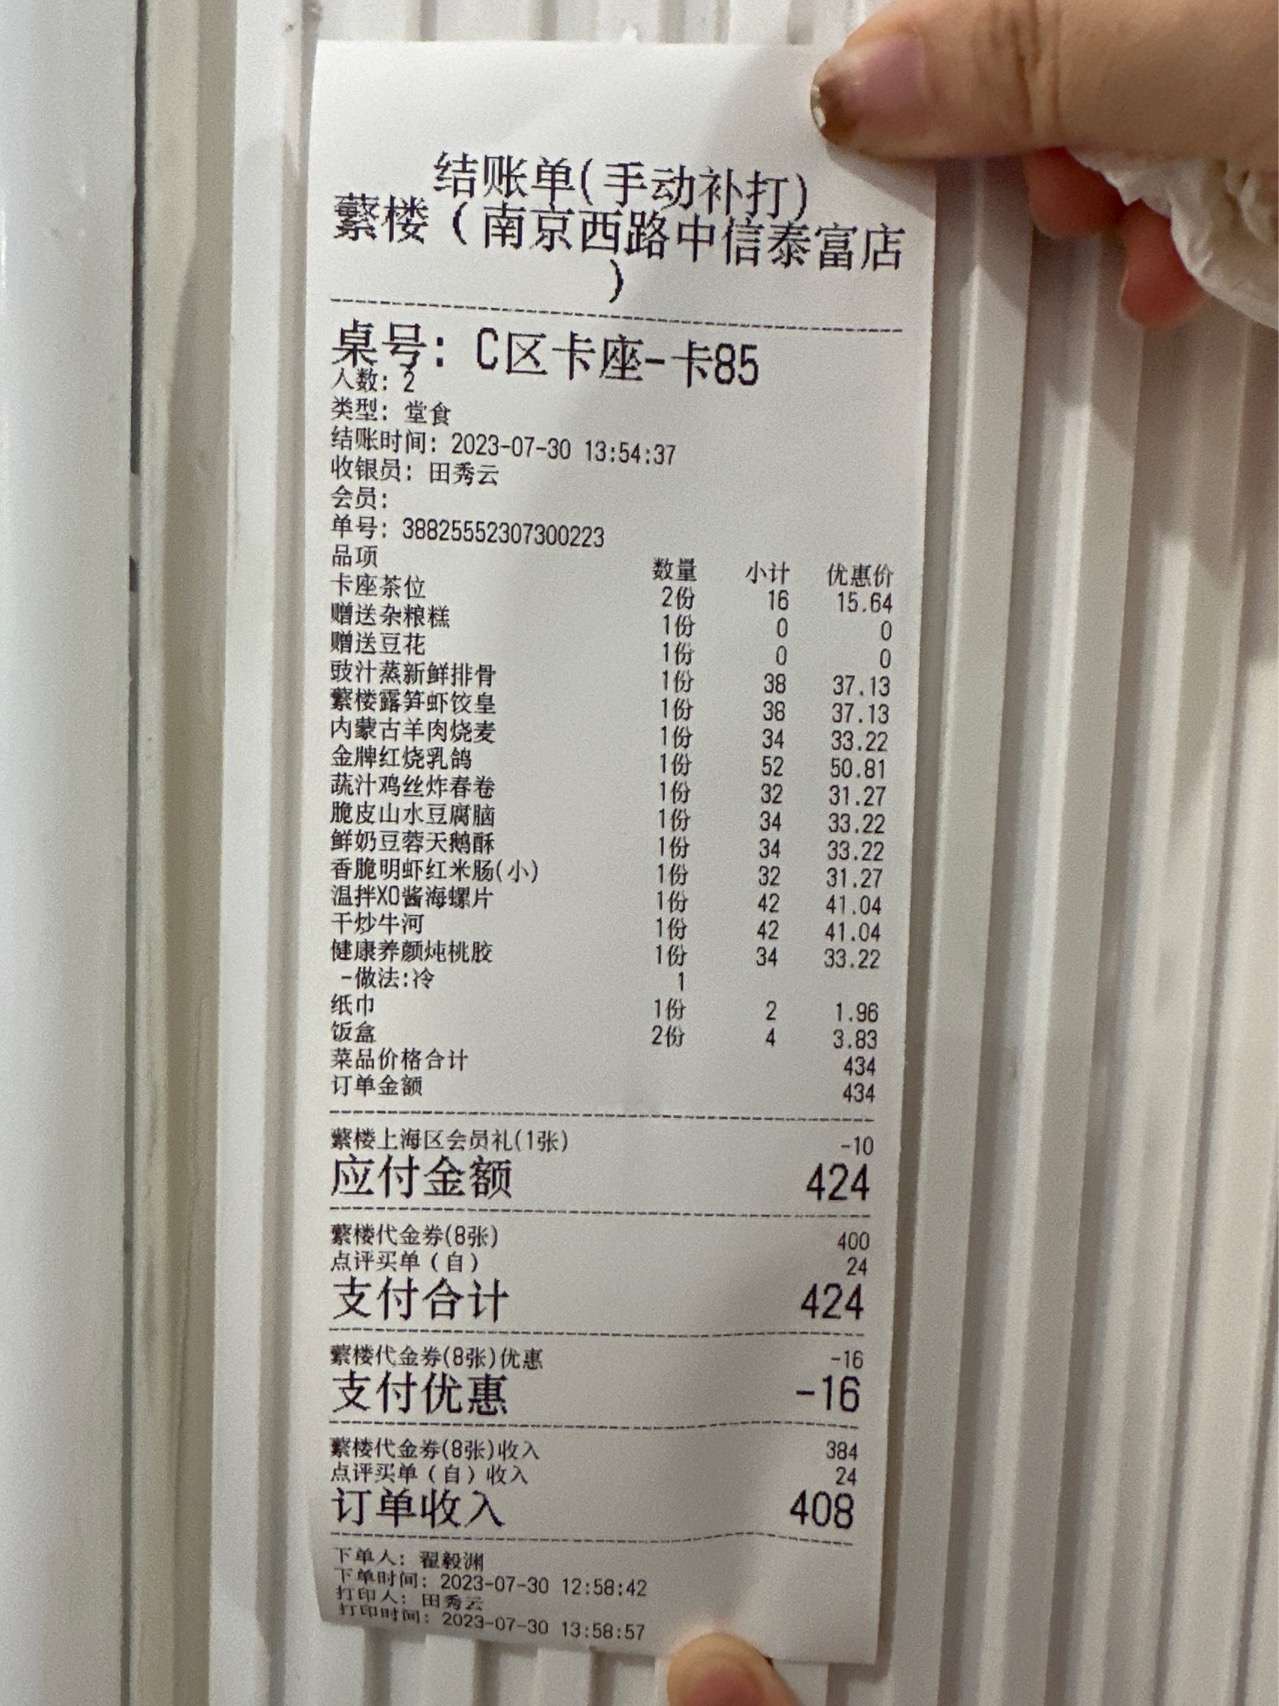 结账单(手动补打)
蘩楼（南京西路中信泰富店
）
桌号: C区卡座-卡85
人数: 2
类型: 堂食
结账时间: 2023-07-30 13:54:37
收银员: 田秀云
会员:
单号: 38825552307300223
品项 数量 小计 优惠价
卡座茶位 2份 16 15.64
赠送杂粮糕 1份 0 0
赠送豆花 1份 0 0
豉汁蒸新鲜排骨 1份 38 37.13
蘩楼露笋虾饺皇 1份 38 37.13
内蒙古羊肉烧麦 1份 34 33.22
金牌红烧乳鸽 1份 52 50.81
蔬汁鸡丝炸春卷 1份 32 31.27
脆皮山水豆腐脑 1份 34 33.22
鲜奶豆蓉天鹅酥 1份 34 33.22
香脆明虾红米肠(小) 1份 32 31.27
温拌XO酱海螺片 1份 42 41.04
干炒牛河 1份 42 41.04
健康养颜炖桃胶 1份 34 33.22
-做法:冷 1
纸巾 1份 2 1.96
饭盒 2份 4 3.83
菜品价格合计 434
订单金额 434
蘩楼上海区会员礼(1张) -10
应付金额 424
蘩楼代金券(8张) 400
点评买单（自） 24
支付合计 424
蘩楼代金券(8张)优惠 -16
支付优惠 -16
蘩楼代金券(8张)收入 384
点评买单（自）收入 24
订单收入 408
下单人: 翟毅渊
下单时间: 2023-07-30 12:58:42
打印人: 田秀云
打印时间: 2023-07-30 13:58:57